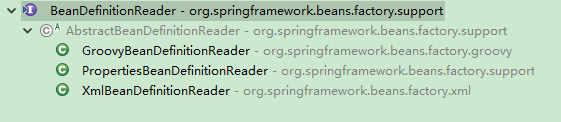 BeanDefinitionReader - org.springframework.beans.factory.support
AbstractBeanDefinitionReader - org.springframework.beans.factory.support
GroovyBeanDefinitionReader - org.springframework.beans.factory.groovy
PropertiesBeanDefinitionReader - org.springframework.beans.factory.support
XmlBeanDefinitionReader - org.springframework.beans.factory.xml